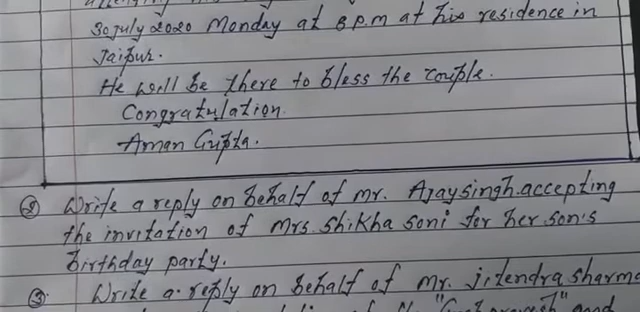 30 July 2020 Monday at 8 p.m at his residence in
Jaipur.
He will be there to bless the couple.
Congratulation.
Aman Gupta.
② Write a reply on behalf of mr. Ajay singh accepting
the invitation of Mrs. Shikha Soni for her son's
birthday party.
③ Write a reply on behalf of mr. jitendra sharma
and